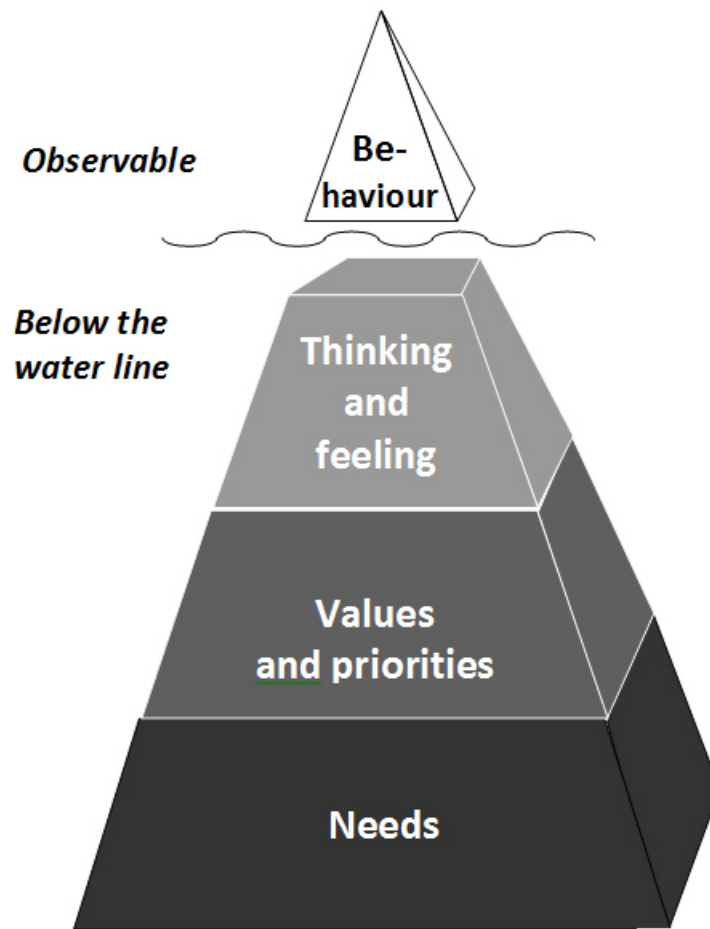 Observable
Be-
haviour
Below the
water line
Thinking
and
feeling
Values
and priorities
Needs